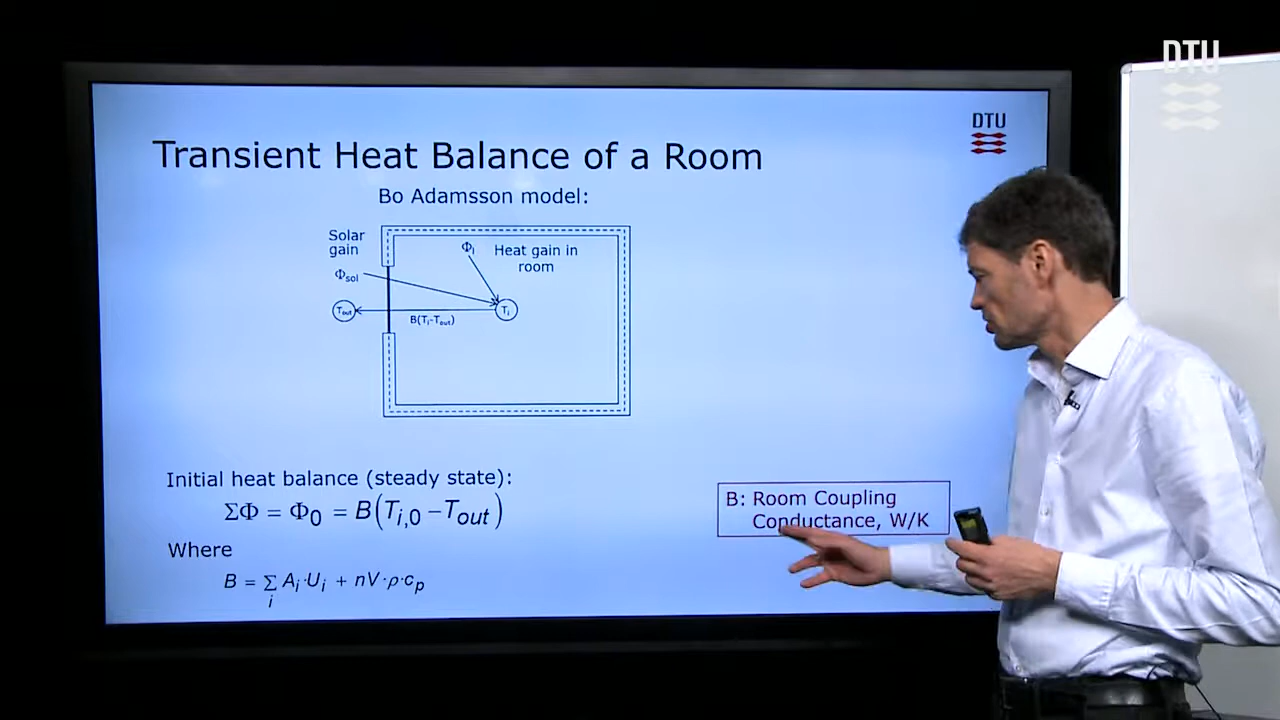 DTU
DTU
Transient Heat Balance of a Room
Bo Adamsson model:
Solar
gain
Φi
Heat gain in
room
Φsol
Tout
Ti
B(Ti-Tout)
Initial heat balance (steady state):
ΣΦ = Φ0 = B(Ti,0 − Tout)
Where
B = Σ Ai·Ui + nV·ρ·cp
i
B: Room Coupling
Conductance, W/K